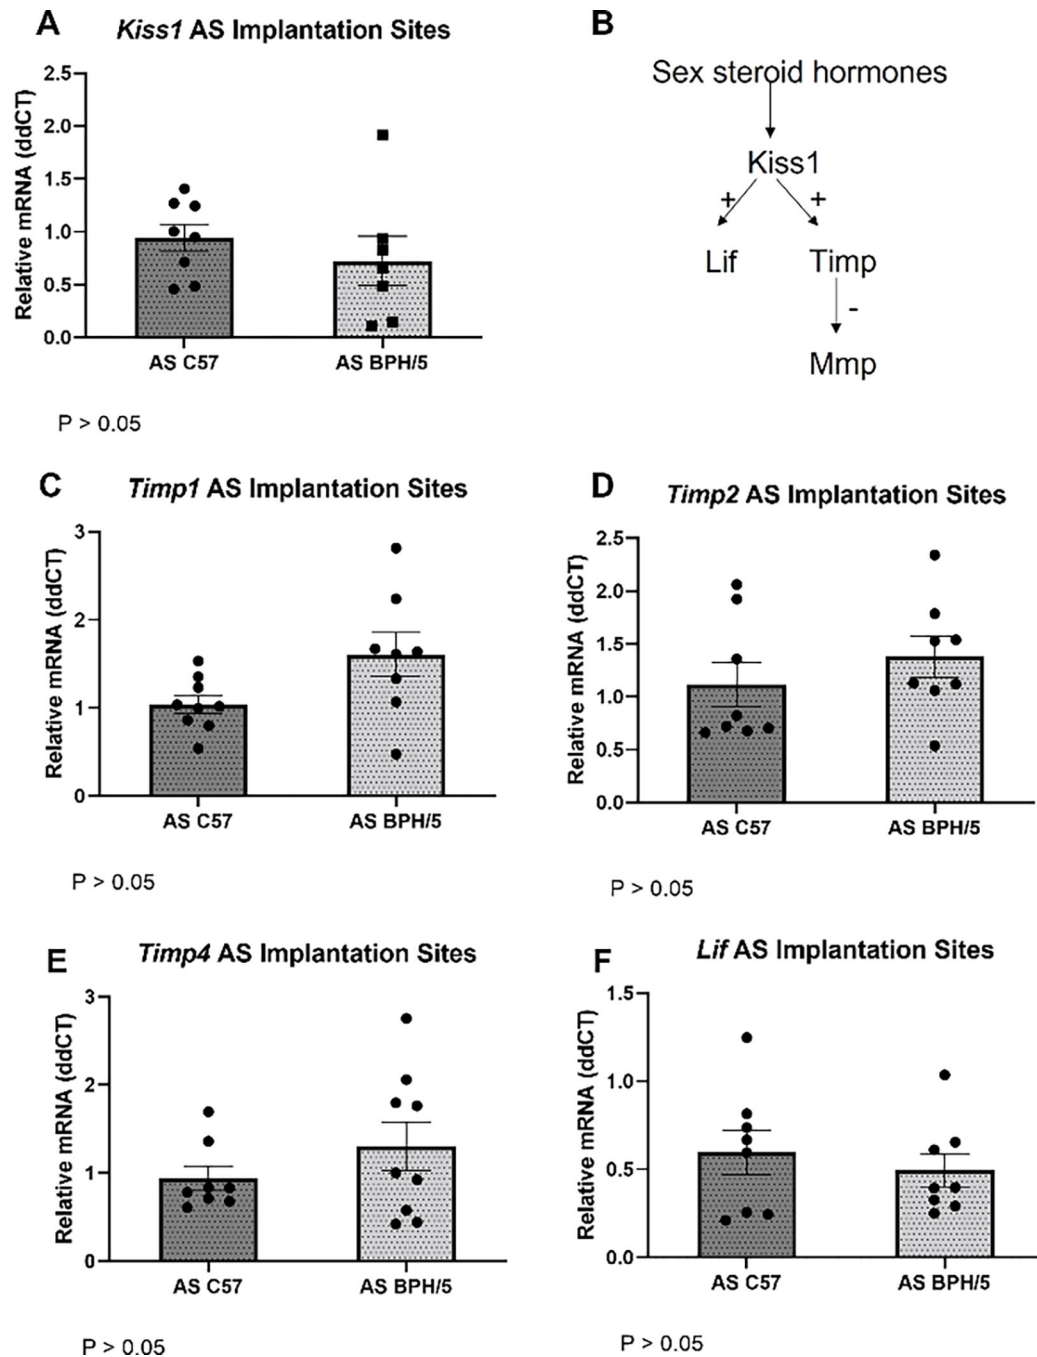 A
Kiss1 AS Implantation Sites
Relative mRNA (ddCT)
2.5
2.0
1.5
1.0
0.5
0.0
AS C57
AS BPH/5
P > 0.05
B
Sex steroid hormones
Kiss1
+
+
Lif
Timp
-
Mmp
C
Timp1 AS Implantation Sites
Relative mRNA (ddCT)
3
2
1
0
AS C57
AS BPH/5
P > 0.05
D
Timp2 AS Implantation Sites
Relative mRNA (ddCT)
2.5
2.0
1.5
1.0
0.5
0.0
AS C57
AS BPH/5
P > 0.05
E
Timp4 AS Implantation Sites
Relative mRNA (ddCT)
3
2
1
0
AS C57
AS BPH/5
P > 0.05
F
Lif AS Implantation Sites
Relative mRNA (ddCT)
1.5
1.0
0.5
0.0
AS C57
AS BPH/5
P > 0.05